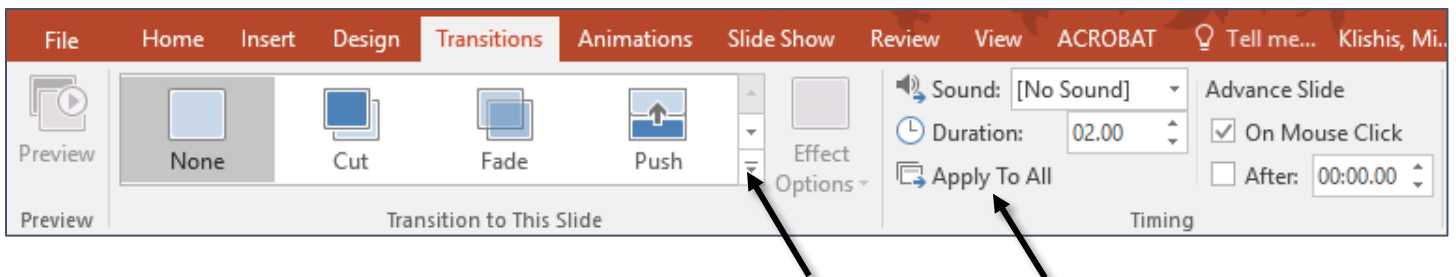 File Home Insert Design Transitions Animations Slide Show Review View ACROBAT Tell me... Klishis, Mi..
Preview
None Cut Fade Push
Effect
Options
Sound: [No Sound]
Duration: 02.00
Apply To All
Advance Slide
On Mouse Click
After: 00:00.00
Preview Transition to This Slide Timing